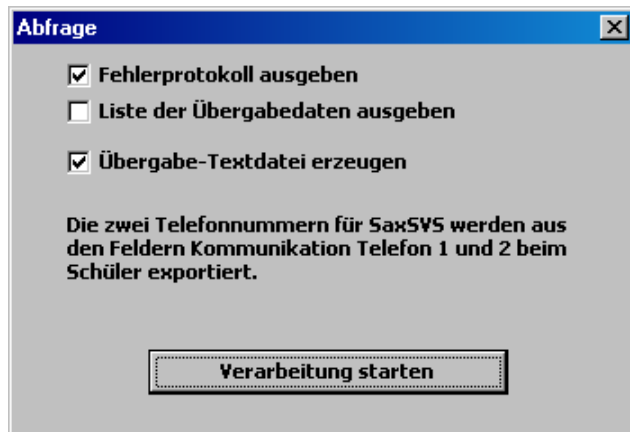 Abfrage
Fehlerprotokoll ausgeben
Liste der Übergabedaten ausgeben
Übergabe-Textdatei erzeugen
Die zwei Telefonnummern für SaxSVS werden aus
den Feldern Kommunikation Telefon 1 und 2 beim
Schüler exportiert.
Verarbeitung starten